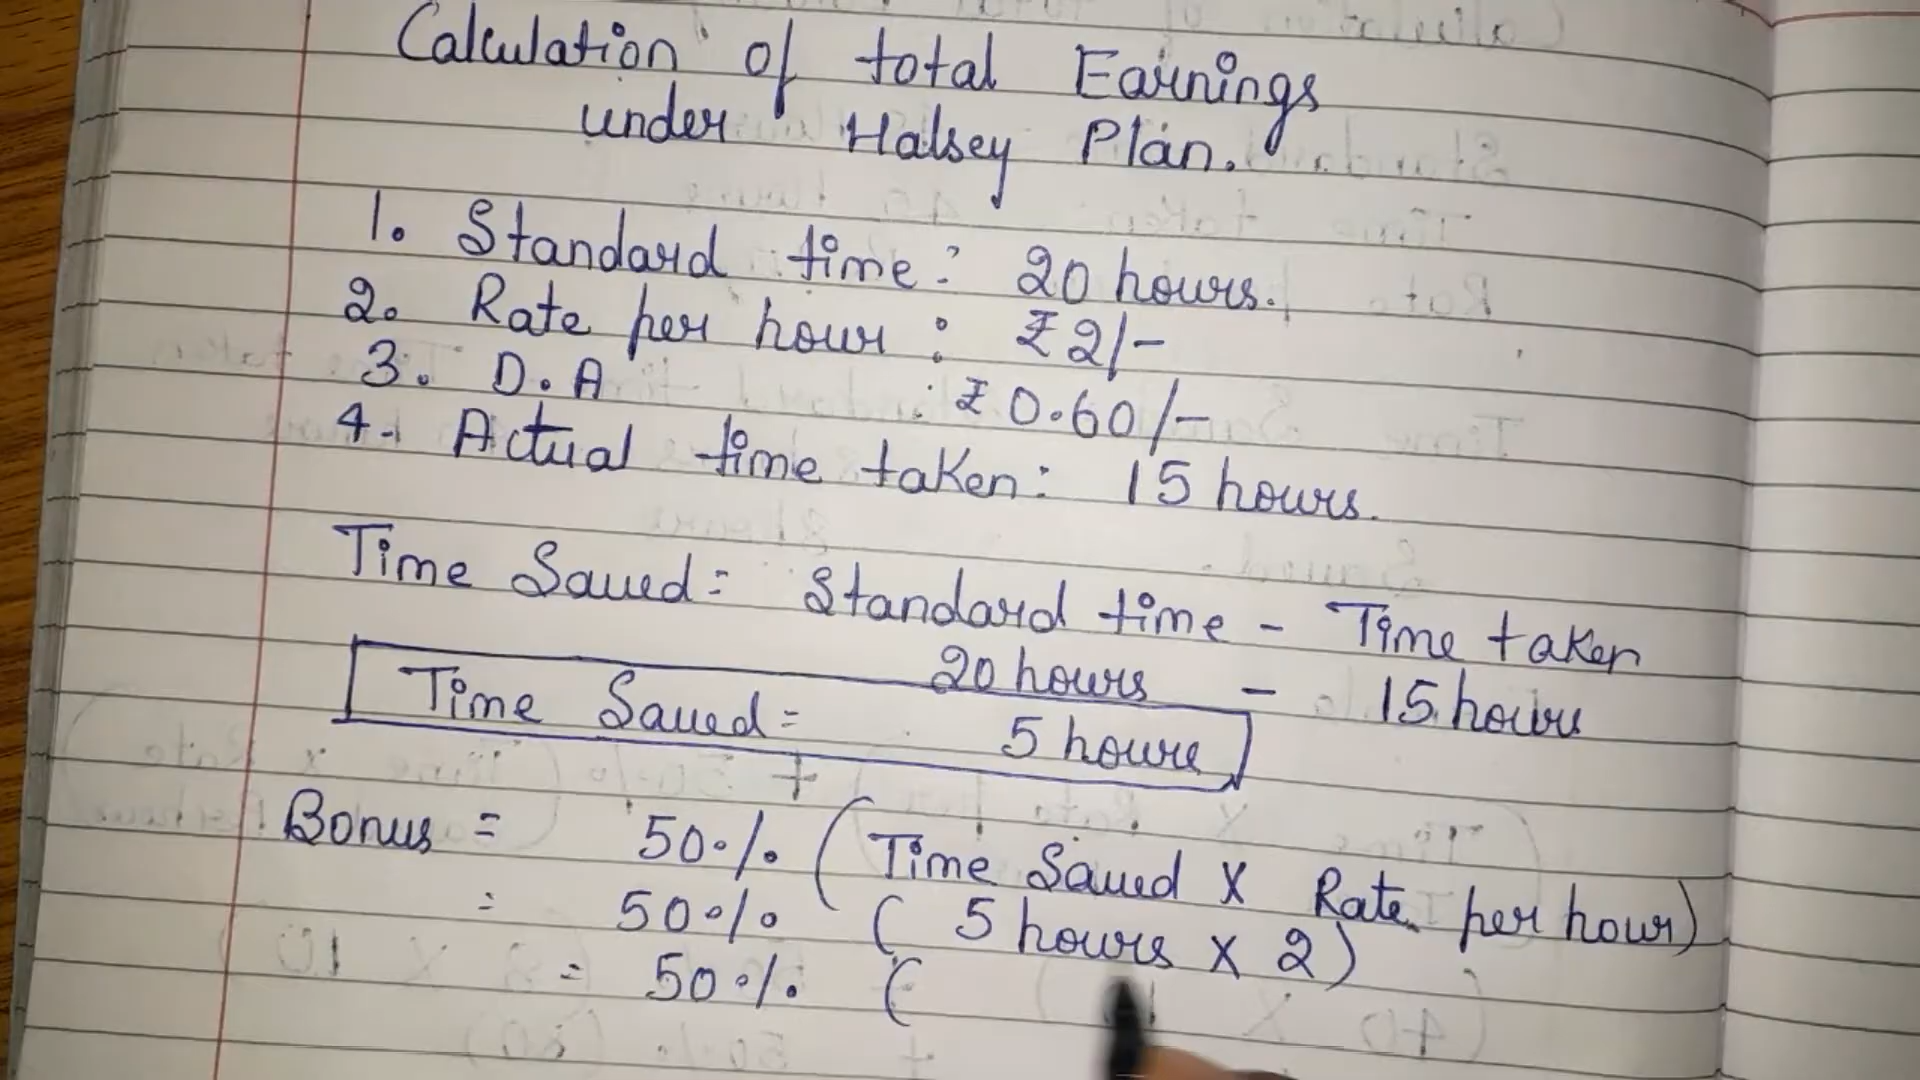 Calculation of total Earnings
under Halsey Plan.
1. Standard time: 20 hours.
2. Rate per hour : ₹2/-
3. D.A : ₹0.60/-
4. Actual time taken: 15 hours.
Time Saved = Standard time - Time taken
20 hours - 15 hours
Time Saved = 5 hours
Bonus = 50% (Time Saved X Rate per hour)
= 50% ( 5 hours X 2)
= 50% (